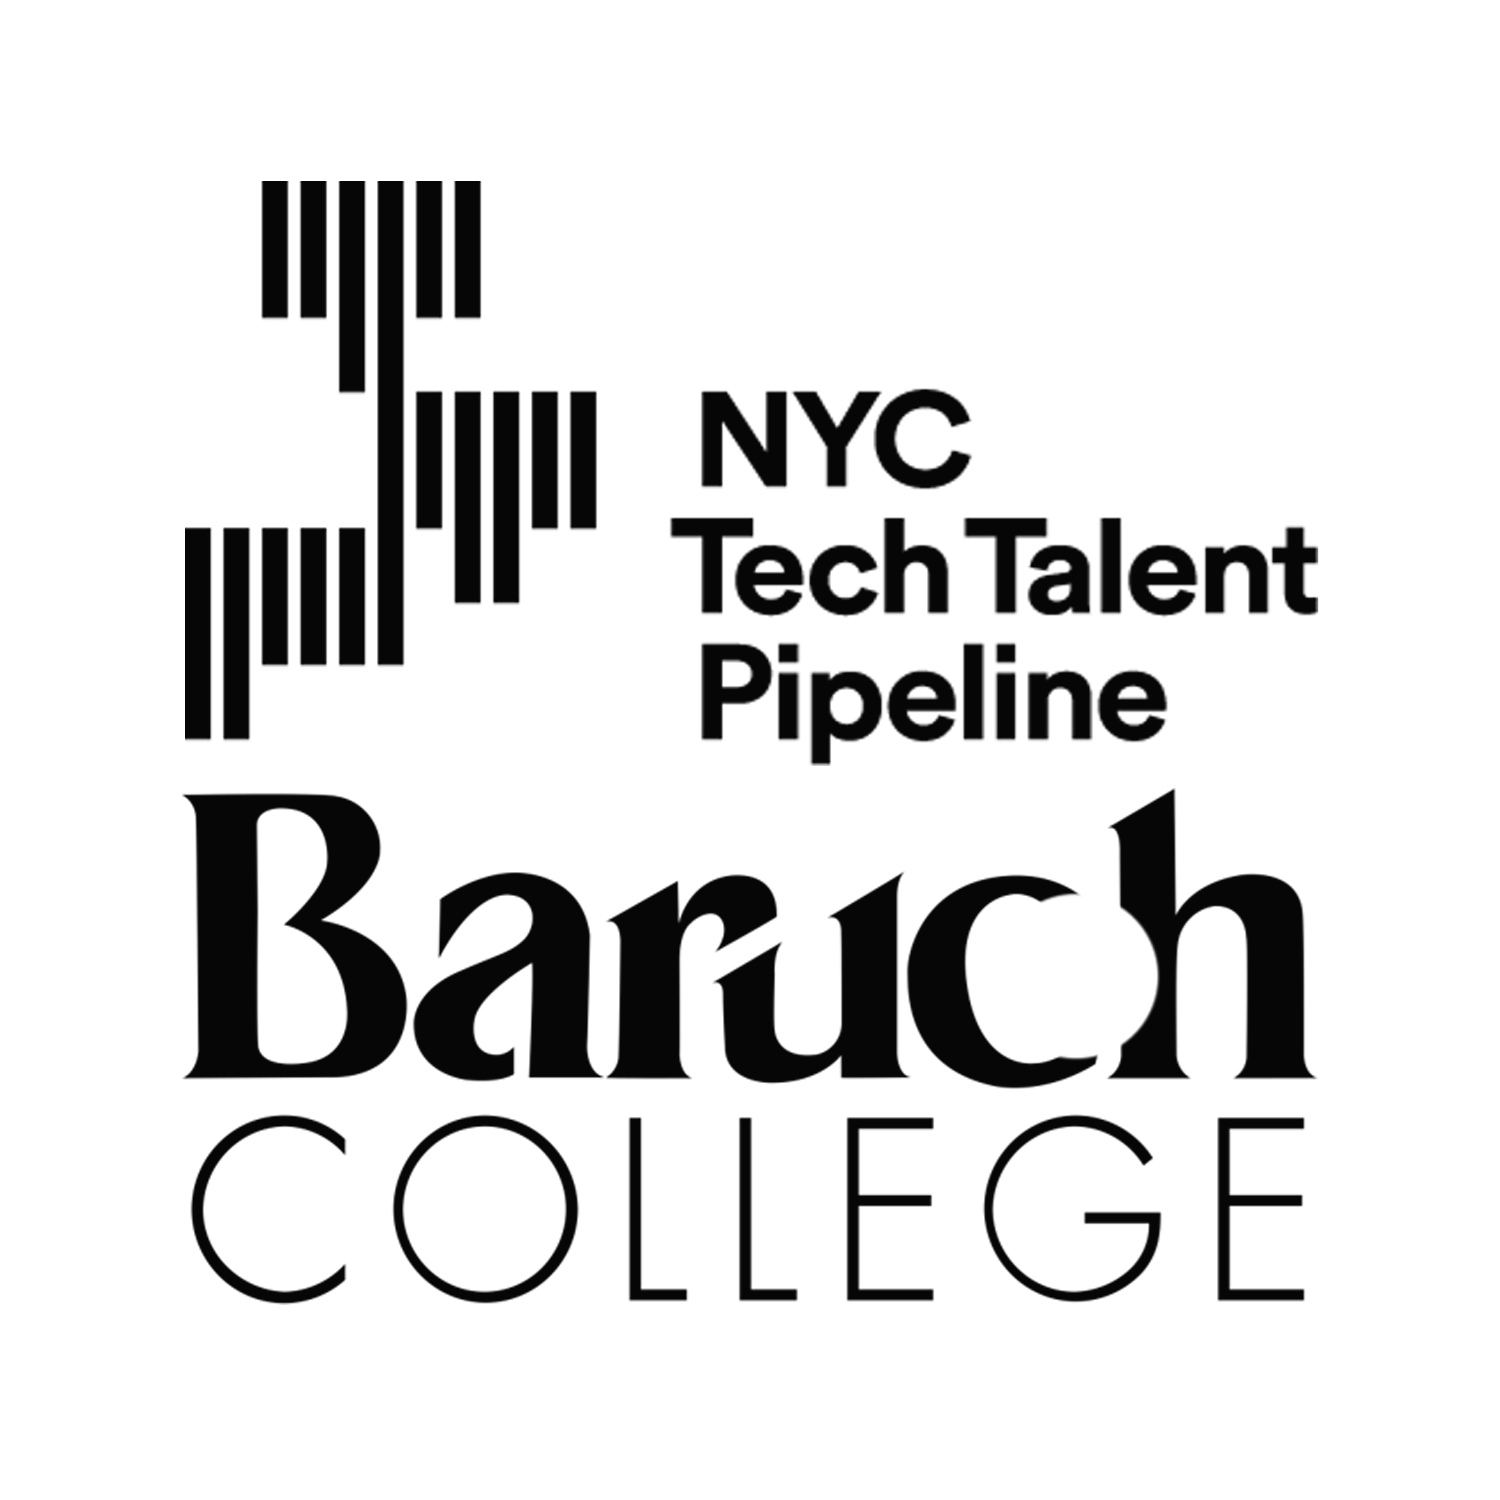 NYC
Tech Talent
Pipeline
Baruch
COLLEGE